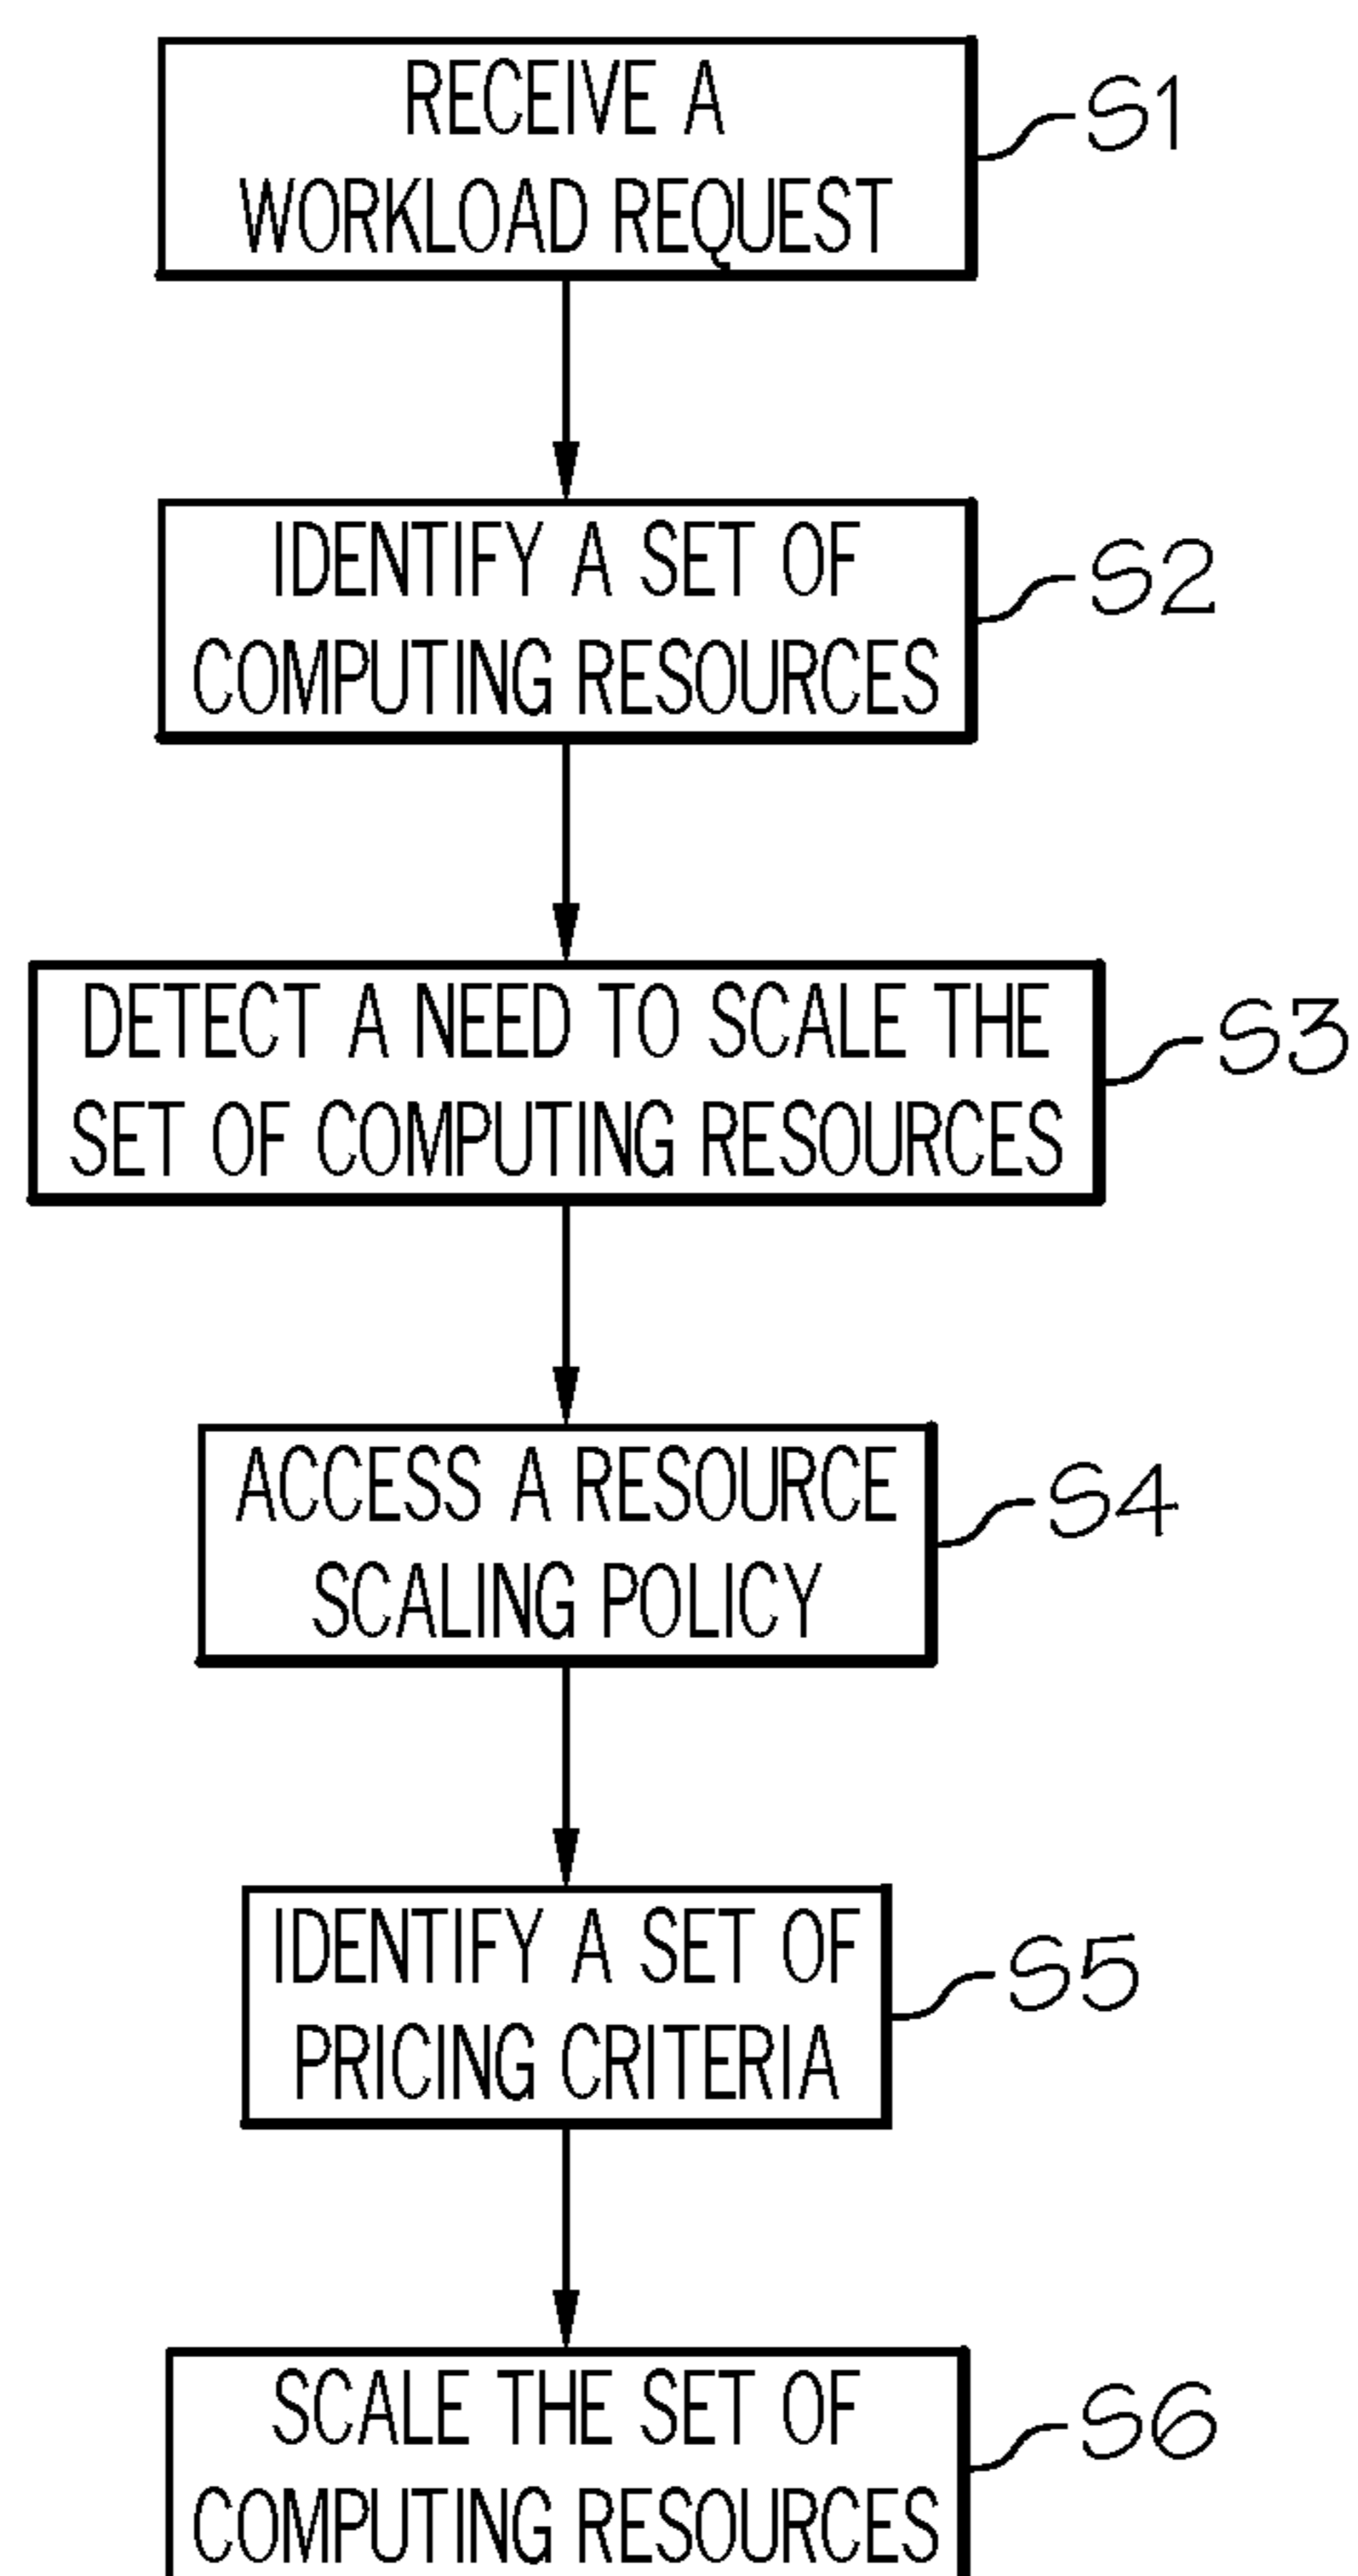 RECEIVE A
WORKLOAD REQUEST
S1
IDENTIFY A SET OF
COMPUTING RESOURCES
S2
DETECT A NEED TO SCALE THE
SET OF COMPUTING RESOURCES
S3
ACCESS A RESOURCE
SCALING POLICY
S4
IDENTIFY A SET OF
PRICING CRITERIA
S5
SCALE THE SET OF
COMPUTING RESOURCES
S6